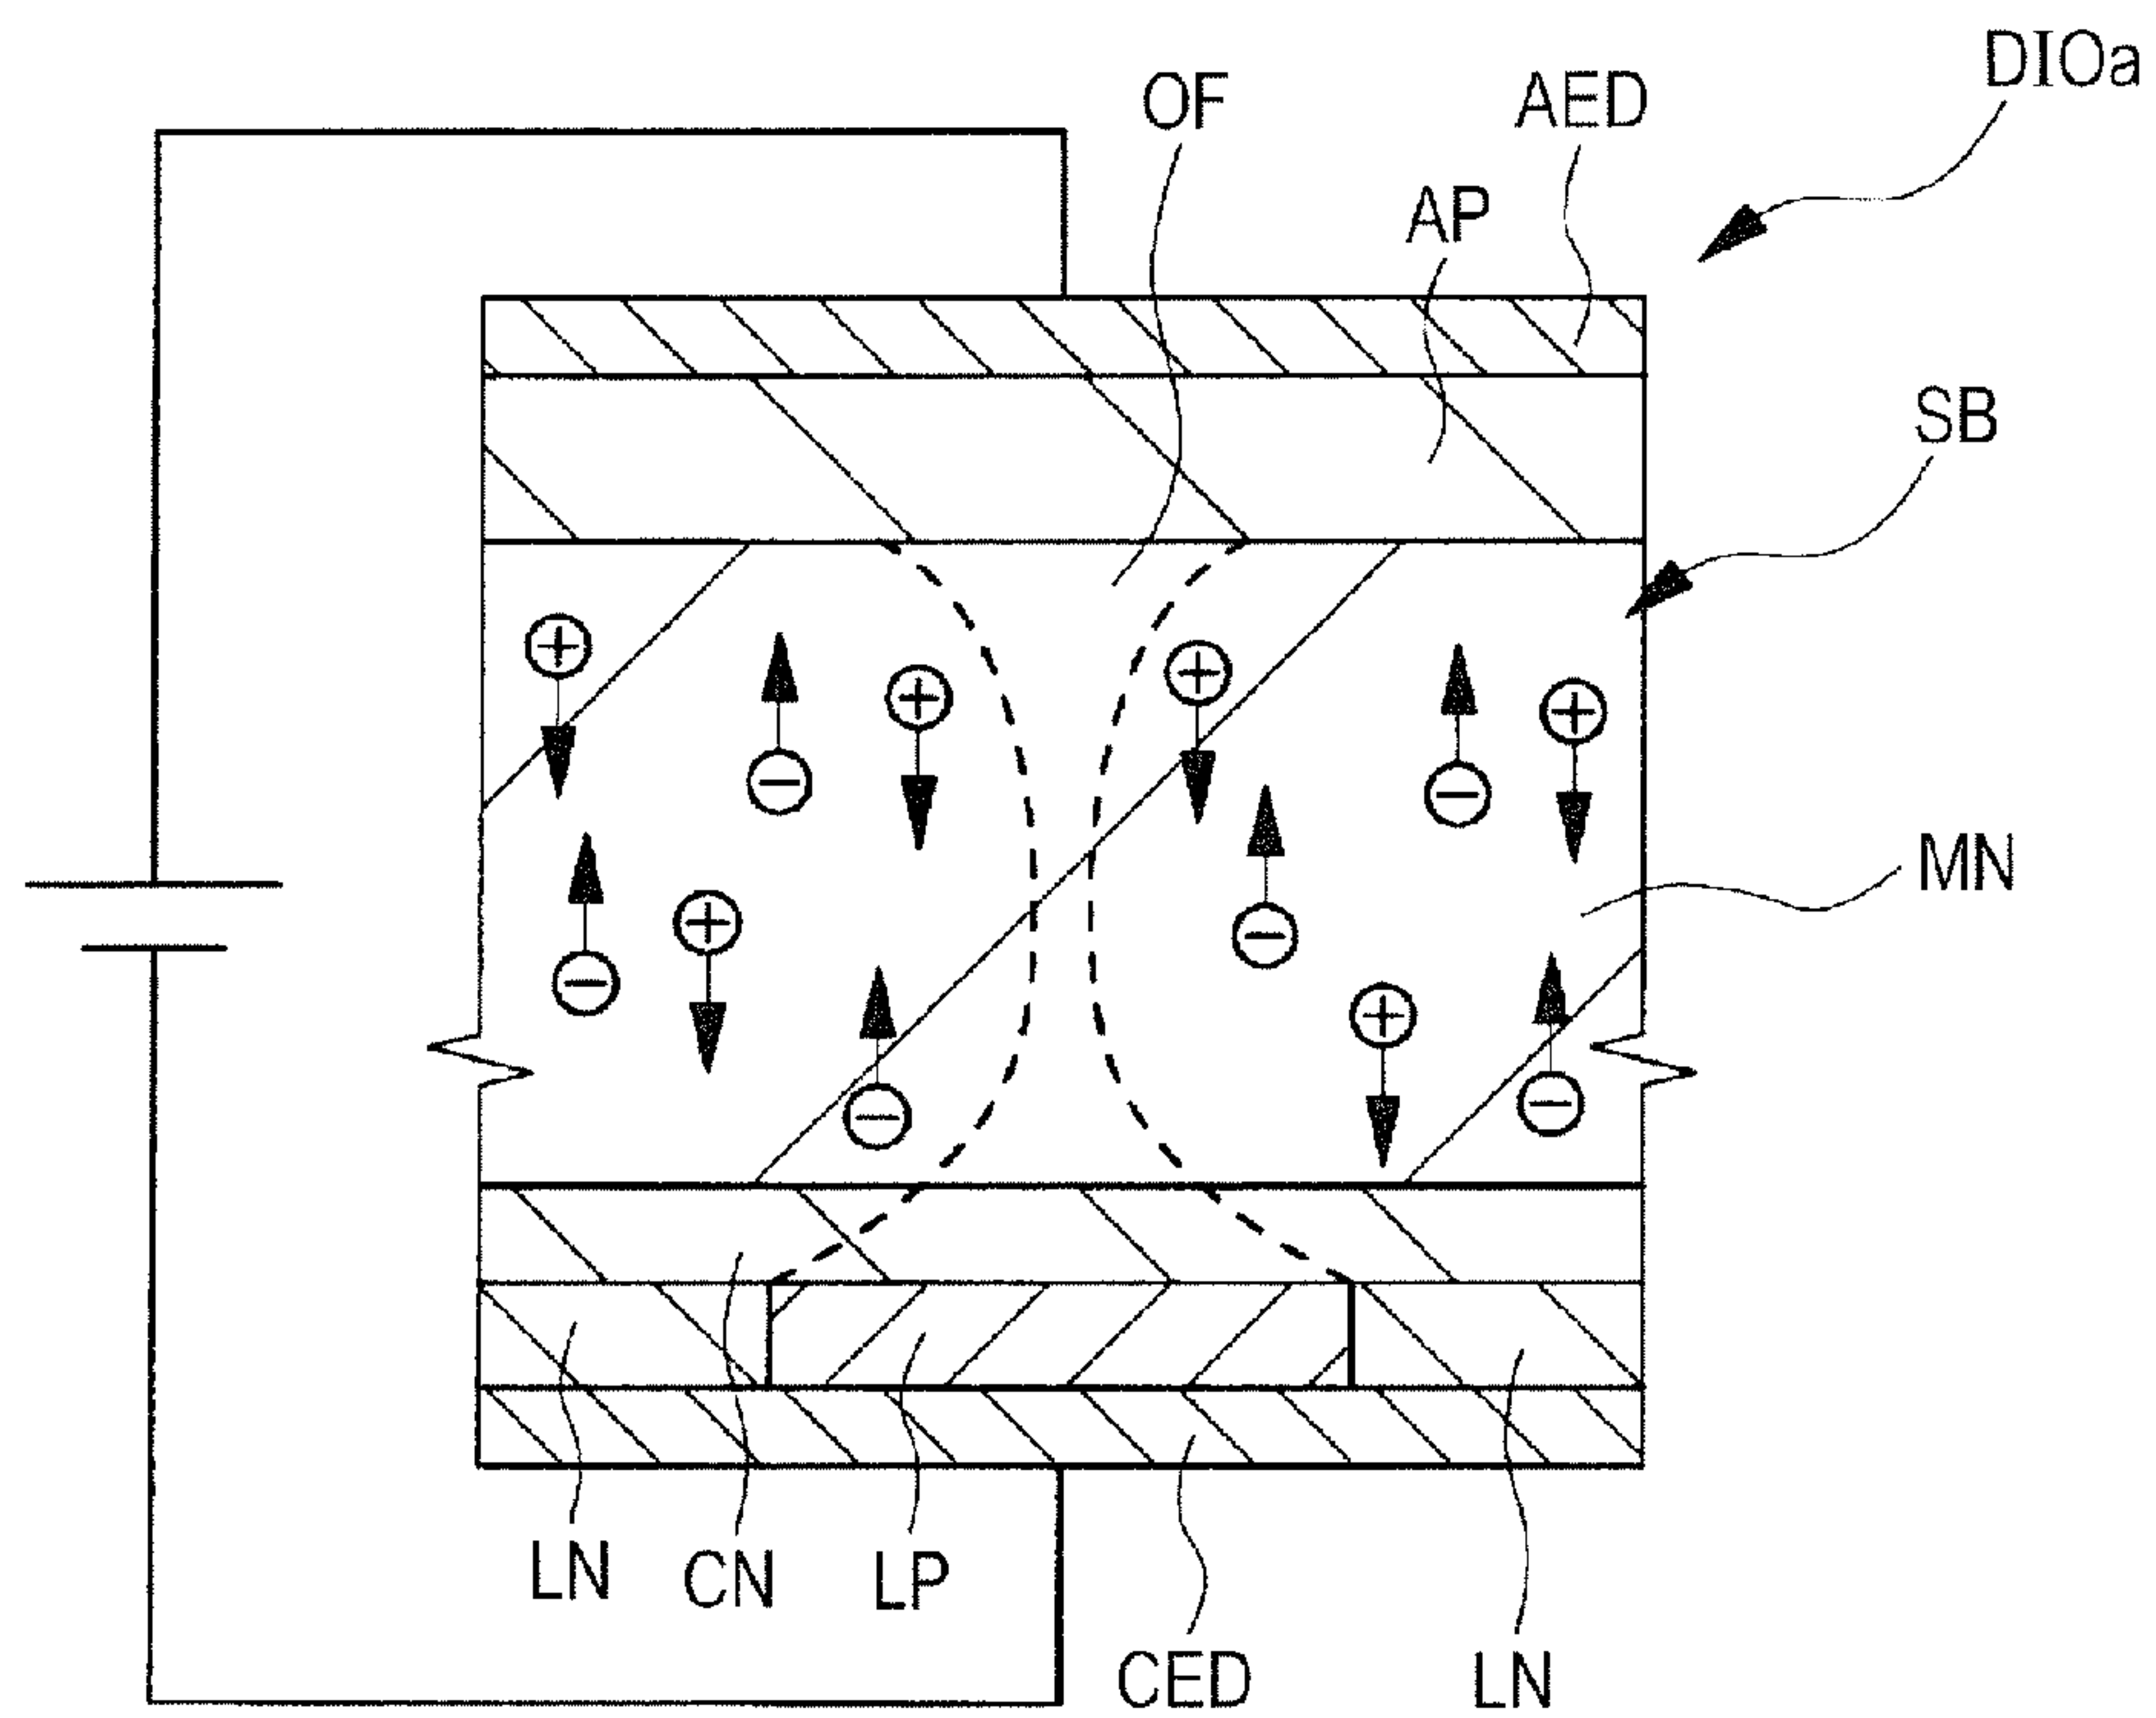 DIOa
OF
AED
AP
SB
MN
LN
CN
LP
CED
LN